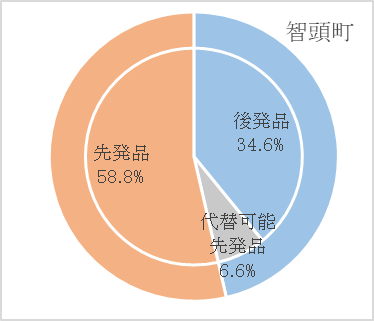 智頭町
後発品
34.6%
先発品
58.8%
代替可能
先発品
6.6%